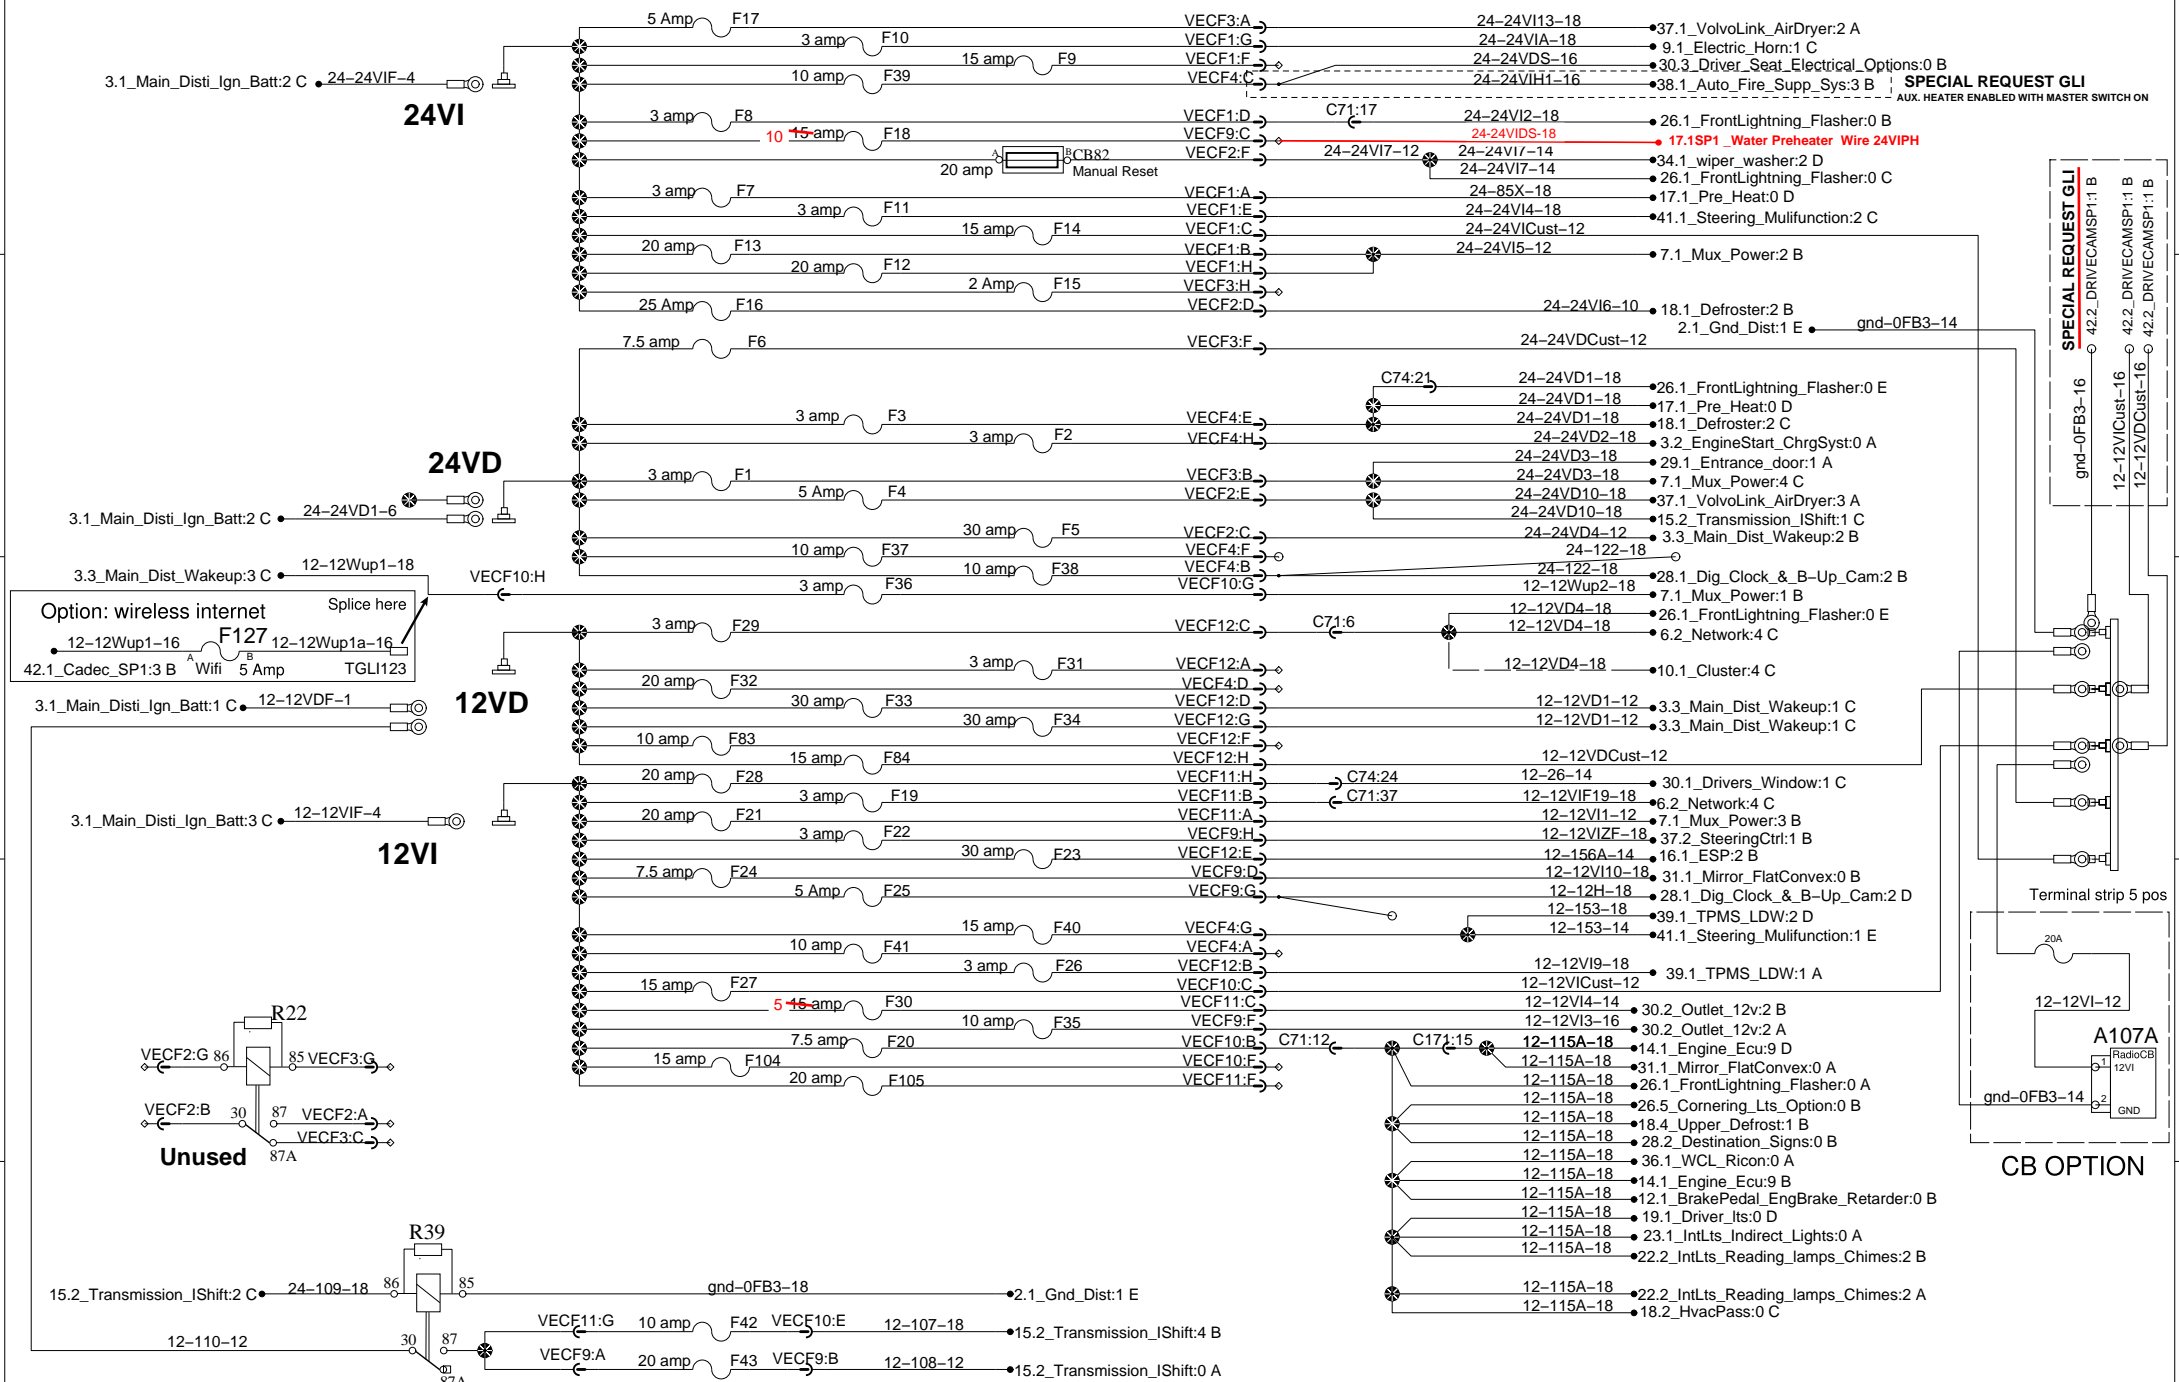 5 Amp F17 VECF3:A 24-24VI13-18 37.1_VolvoLink_AirDryer:2 A
3 amp F10 VECF1:G 24-24VIA-18 9.1_Electric_Horn:1 C
15 amp F9 VECF1:F 24-24VDS-16 30.3_Driver_Seat_Electrical_Options:0 B
3.1_Main_Disti_Ign_Batt:2 C 24-24VIF-4 10 amp F39 VECF4:C 24-24VIH1-16 38.1_Auto_Fire_Supp_Sys:3 B SPECIAL REQUEST GLI
AUX. HEATER ENABLED WITH MASTER SWITCH ON
24VI
3 amp F8 VECF1:D C71:17 24-24VI2-18 26.1_FrontLightning_Flasher:0 B
10 15 amp F18 VECF9:C 24-24VIDS-18 17.1SP1 _Water Preheater Wire 24VIPH
20 amp A B CB82 Manual Reset VECF2:F 24-24VI7-12 24-24VI7-14 34.1_wiper_washer:2 D
24-24VI7-14 26.1_FrontLightning_Flasher:0 C
3 amp F7 VECF1:A 24-85X-18 17.1_Pre_Heat:0 D
3 amp F11 VECF1:E 24-24VI4-18 41.1_Steering_Mulifunction:2 C
15 amp F14 VECF1:C 24-24VICust-12
20 amp F13 VECF1:B 24-24VI5-12 7.1_Mux_Power:2 B
20 amp F12 VECF1:H
2 Amp F15 VECF3:H
25 Amp F16 VECF2:D 24-24VI6-10 18.1_Defroster:2 B
2.1_Gnd_Dist:1 E gnd-0FB3-14
7.5 amp F6 VECF3:F 24-24VDCust-12
SPECIAL REQUEST GLI
42.2_DRIVECAMSP1:1 B
42.2_DRIVECAMSP1:1 B
42.2_DRIVECAMSP1:1 B
gnd-0FB3-16
12-12VICust-16
12-12VDCust-16
C74:21 24-24VD1-18 26.1_FrontLightning_Flasher:0 E
24-24VD1-18 17.1_Pre_Heat:0 D
3 amp F3 VECF4:E 24-24VD1-18 18.1_Defroster:2 C
3 amp F2 VECF4:H 24-24VD2-18 3.2_EngineStart_ChrgSyst:0 A
24VD
24-24VD3-18 29.1_Entrance_door:1 A
3 amp F1 VECF3:B 24-24VD3-18 7.1_Mux_Power:4 C
5 Amp F4 VECF2:E 24-24VD10-18 37.1_VolvoLink_AirDryer:3 A
3.1_Main_Disti_Ign_Batt:2 C 24-24VD1-6 24-24VD10-18 15.2_Transmission_IShift:1 C
30 amp F5 VECF2:C 24-24VD4-12 3.3_Main_Dist_Wakeup:2 B
10 amp F37 VECF4:F 24-122-18
3.3_Main_Dist_Wakeup:3 C 12-12Wup1-18 10 amp F38 VECF4:B 24-122-18 28.1_Dig_Clock_&_B-Up_Cam:2 B
VECF10:H 3 amp F36 VECF10:G 12-12Wup2-18 7.1_Mux_Power:1 B
Option: wireless internet Splice here
12-12Wup1-16 F127 12-12Wup1a-16
42.1_Cadec_SP1:3 B A Wifi B 5 Amp TGLI123
12-12VD4-18 26.1_FrontLightning_Flasher:0 E
3 amp F29 VECF12:C C71:6 12-12VD4-18 6.2_Network:4 C
3 amp F31 VECF12:A 12-12VD4-18 10.1_Cluster:4 C
20 amp F32 VECF4:D
12VD
3.1_Main_Disti_Ign_Batt:1 C 12-12VDF-1 30 amp F33 VECF12:D 12-12VD1-12 3.3_Main_Dist_Wakeup:1 C
30 amp F34 VECF12:G 12-12VD1-12 3.3_Main_Dist_Wakeup:1 C
10 amp F83 VECF12:F
15 amp F84 VECF12:H 12-12VDCust-12
20 amp F28 VECF11:H C74:24 12-26-14 30.1_Drivers_Window:1 C
3 amp F19 VECF11:B C71:37 12-12VIF19-18 6.2_Network:4 C
3.1_Main_Disti_Ign_Batt:3 C 12-12VIF-4 20 amp F21 VECF11:A 12-12VI1-12 7.1_Mux_Power:3 B
3 amp F22 VECF9:H 12-12VIZF-18 37.2_SteeringCtrl:1 B
12VI
30 amp F23 VECF12:E 12-156A-14 16.1_ESP:2 B
7.5 amp F24 VECF9:D 12-12VI10-18 31.1_Mirror_FlatConvex:0 B
5 Amp F25 VECF9:G 12-12H-18 28.1_Dig_Clock_&_B-Up_Cam:2 D
Terminal strip 5 pos
12-153-18 39.1_TPMS_LDW:2 D
15 amp F40 VECF4:G 12-153-14 41.1_Steering_Mulifunction:1 E
10 amp F41 VECF4:A
3 amp F26 VECF12:B 12-12VI9-18 39.1_TPMS_LDW:1 A
15 amp F27 VECF10:C 12-12VICust-12
5 15 amp F30 VECF11:C 12-12VI4-14 30.2_Outlet_12v:2 B
10 amp F35 VECF9:F 12-12VI3-16 30.2_Outlet_12v:2 A
7.5 amp F20 VECF10:B C71:12 C171:15 12-115A-18 14.1_Engine_Ecu:9 D
15 amp F104 VECF10:F 12-115A-18 31.1_Mirror_FlatConvex:0 A
20 amp F105 VECF11:F 12-115A-18 26.1_FrontLightning_Flasher:0 A
12-115A-18 26.5_Cornering_Lts_Option:0 B
12-115A-18 18.4_Upper_Defrost:1 B
12-115A-18 28.2_Destination_Signs:0 B
12-115A-18 36.1_WCL_Ricon:0 A
12-115A-18 14.1_Engine_Ecu:9 B
12-115A-18 12.1_BrakePedal_EngBrake_Retarder:0 B
12-115A-18 19.1_Driver_lts:0 D
12-115A-18 23.1_IntLts_Indirect_Lights:0 A
12-115A-18 22.2_IntLts_Reading_lamps_Chimes:2 B
12-115A-18 22.2_IntLts_Reading_lamps_Chimes:2 A
12-115A-18 18.2_HvacPass:0 C
20A
12-12VI-12
A107A
1 RadioCB
12VI
gnd-0FB3-14 2 GND
CB OPTION
R22
VECF2:G 86 85 VECF3:G
VECF2:B 30 87 VECF2:A
VECF3:C
Unused 87A
R39
15.2_Transmission_IShift:2 C 24-109-18 86 85 gnd-0FB3-18 2.1_Gnd_Dist:1 E
VECF11:G 10 amp F42 VECF10:E 12-107-18 15.2_Transmission_IShift:4 B
12-110-12 30 87
VECF9:A 20 amp F43 VECF9:B 12-108-12 15.2_Transmission_IShift:0 A
87A